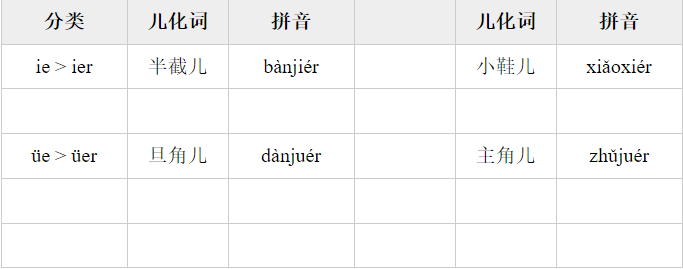 分类 儿化词 拼音 儿化词 拼音
ie > ier 半截儿 bànjiér 小鞋儿 xiǎoxiér
üe > üer 旦角儿 dànjuér 主角儿 zhǔjuér